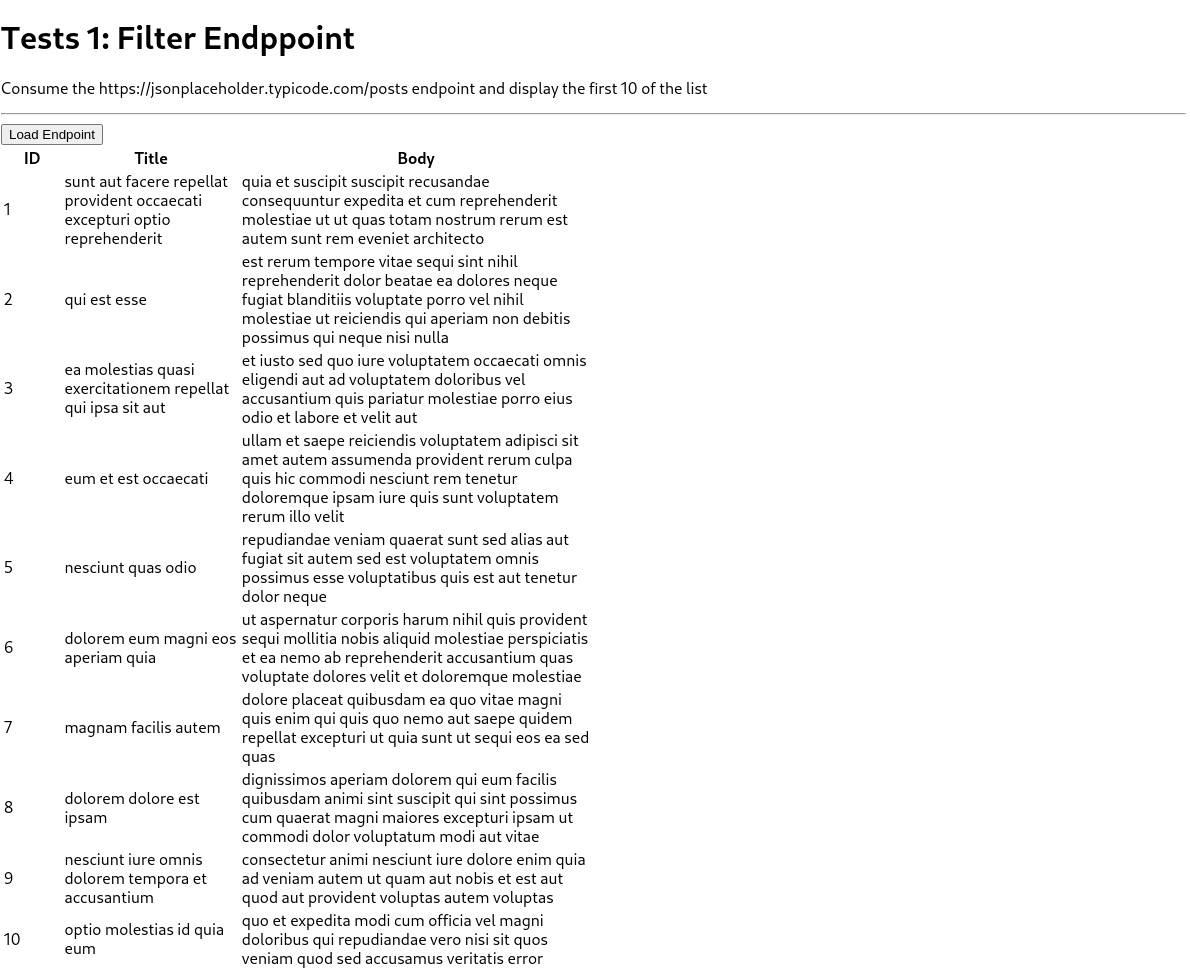 Tests 1: Filter Endppoint
Consume the https://jsonplaceholder.typicode.com/posts endpoint and display the first 10 of the list
Load Endpoint
ID Title Body
1
sunt aut facere repellat
provident occaecati
excepturi optio
reprehenderit
quia et suscipit suscipit recusandae
consequuntur expedita et cum reprehenderit
molestiae ut ut quas totam nostrum rerum est
autem sunt rem eveniet architecto
2
qui est esse
est rerum tempore vitae sequi sint nihil
reprehenderit dolor beatae ea dolores neque
fugiat blanditiis voluptate porro vel nihil
molestiae ut reiciendis qui aperiam non debitis
possimus qui neque nisi nulla
3
ea molestias quasi
exercitationem repellat
qui ipsa sit aut
et iusto sed quo iure voluptatem occaecati omnis
eligendi aut ad voluptatem doloribus vel
accusantium quis pariatur molestiae porro eius
odio et labore et velit aut
4
eum et est occaecati
ullam et saepe reiciendis voluptatem adipisci sit
amet autem assumenda provident rerum culpa
quis hic commodi nesciunt rem tenetur
doloremque ipsam iure quis sunt voluptatem
rerum illo velit
5
nesciunt quas odio
repudiandae veniam quaerat sunt sed alias aut
fugiat sit autem sed est voluptatem omnis
possimus esse voluptatibus quis est aut tenetur
dolor neque
6
dolorem eum magni eos
aperiam quia
ut aspernatur corporis harum nihil quis provident
sequi mollitia nobis aliquid molestiae perspiciatis
et ea nemo ab reprehenderit accusantium quas
voluptate dolores velit et doloremque molestiae
7
magnam facilis autem
dolore placeat quibusdam ea quo vitae magni
quis enim qui quis quo nemo aut saepe quidem
repellat excepturi ut quia sunt ut sequi eos ea sed
quas
8
dolorem dolore est
ipsam
dignissimos aperiam dolorem qui eum facilis
quibusdam animi sint suscipit qui sint possimus
cum quaerat magni maiores excepturi ipsam ut
commodi dolor voluptatum modi aut vitae
9
nesciunt iure omnis
dolorem tempora et
accusantium
consectetur animi nesciunt iure dolore enim quia
ad veniam autem ut quam aut nobis et est aut
quod aut provident voluptas autem voluptas
10
optio molestias id quia
eum
quo et expedita modi cum officia vel magni
doloribus qui repudiandae vero nisi sit quos
veniam quod sed accusamus veritatis error